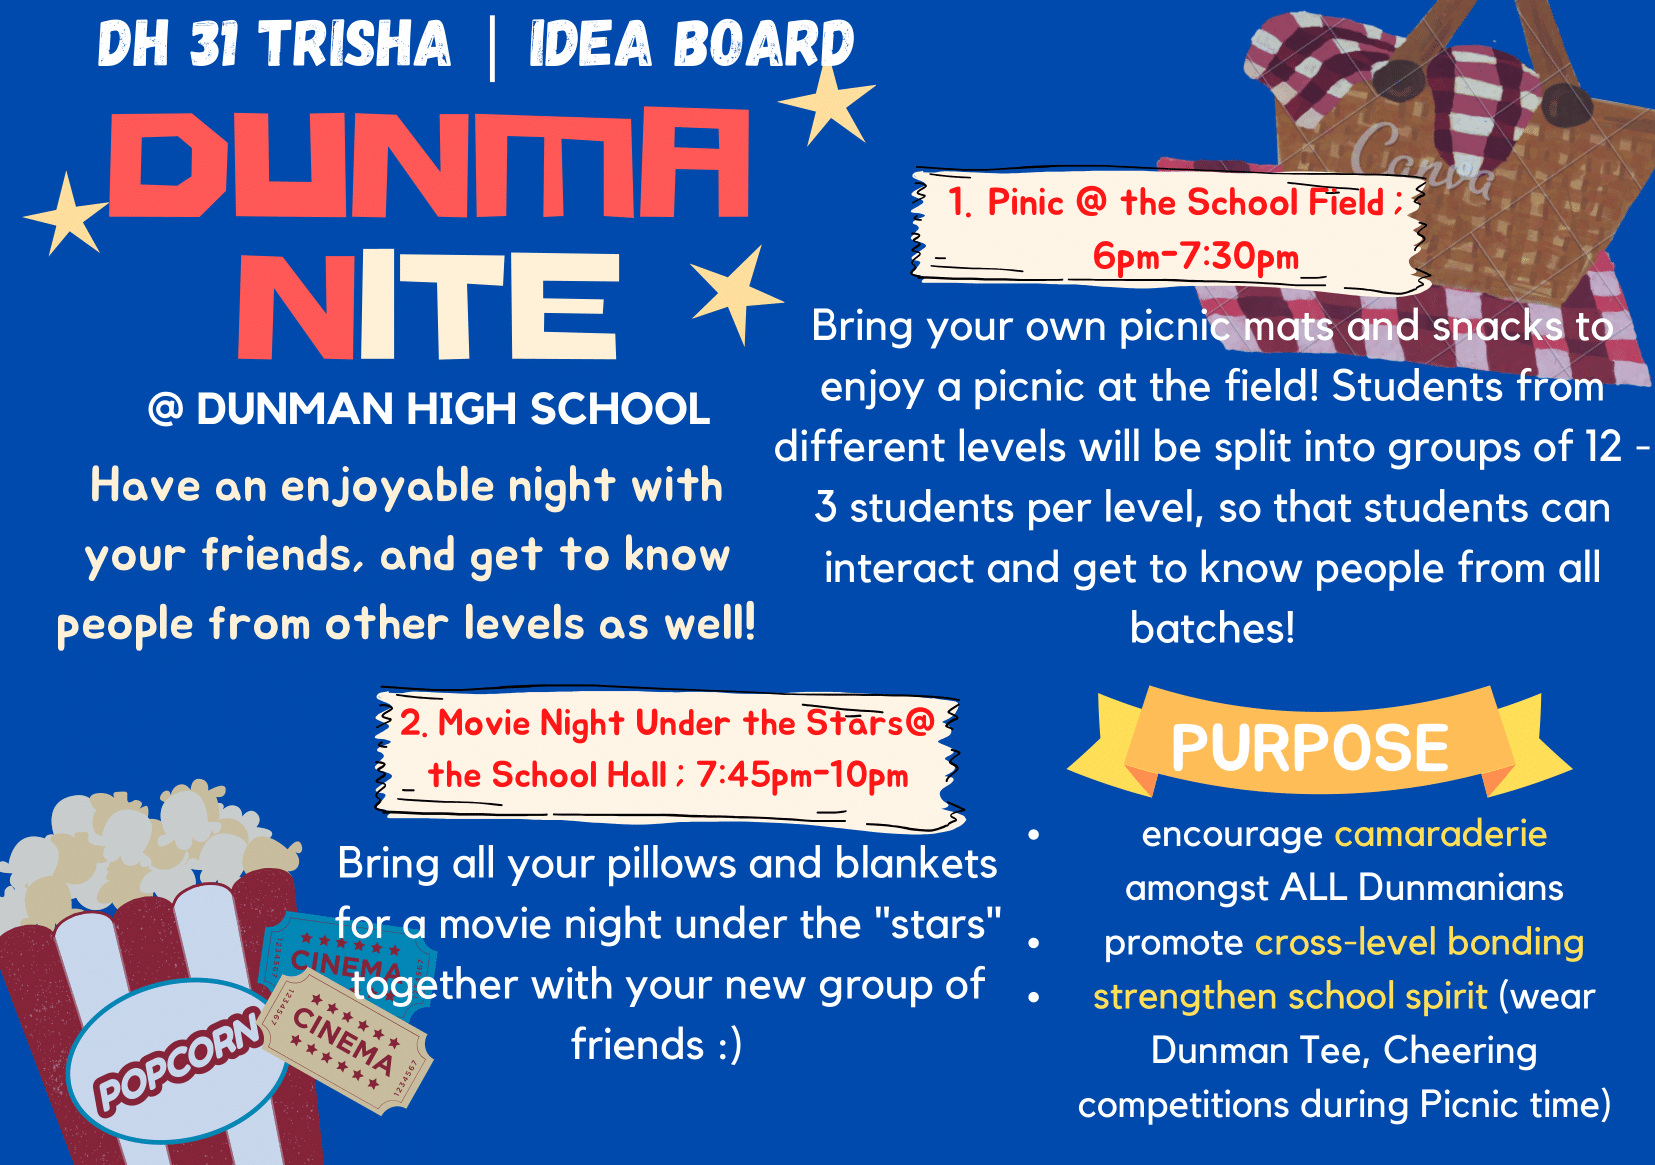 DH 31 TRISHA | IDEA BOARD
DUNMA
NITE
@ DUNMAN HIGH SCHOOL
Have an enjoyable night with
your friends, and get to know
people from other levels as well!
Canva
1. Pinic @ the School Field ;
6pm-7:30pm
Bring your own picnic mats and snacks to
enjoy a picnic at the field! Students from
different levels will be split into groups of 12 -
3 students per level, so that students can
interact and get to know people from all
batches!
2. Movie Night Under the Stars@
the School Hall ; 7:45pm-10pm
Bring all your pillows and blankets
for a movie night under the "stars"
together with your new group of
friends :)
POPCORN
CINEMA
1234567
CINEMA
1234567
1234567
PURPOSE
• encourage camaraderie
amongst ALL Dunmanians
• promote cross-level bonding
• strengthen school spirit (wear
Dunman Tee, Cheering
competitions during Picnic time)